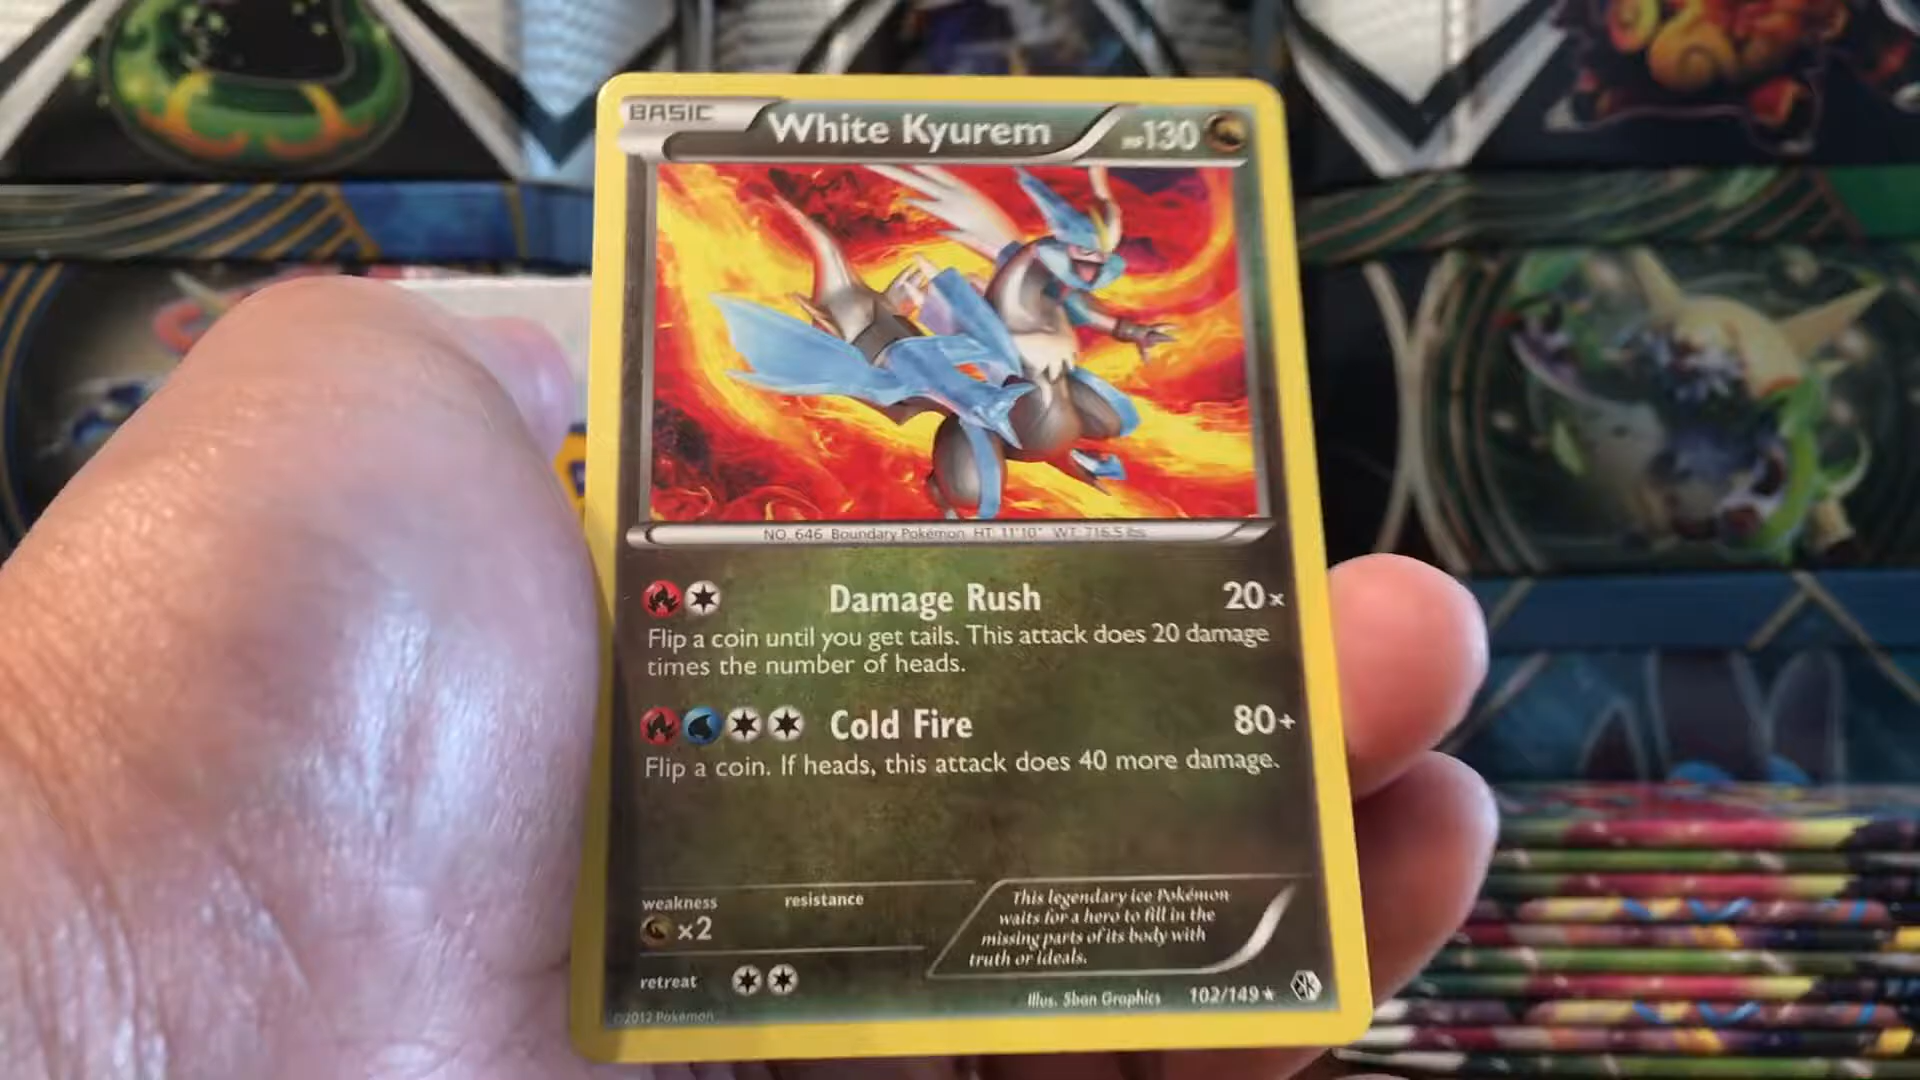 BASIC
White Kyurem
HP130
NO. 646 Boundary Pokémon HT: 11'10" WT: 716.5 lbs.
Damage Rush 20x
Flip a coin until you get tails. This attack does 20 damage
times the number of heads.
Cold Fire 80+
Flip a coin. If heads, this attack does 40 more damage.
weakness
×2
resistance
retreat
This legendary ice Pokémon
waits for a hero to fill in the
missing parts of its body with
truth or ideals.
Illus. 5ban Graphics 102/149★
©2012 Pokémon